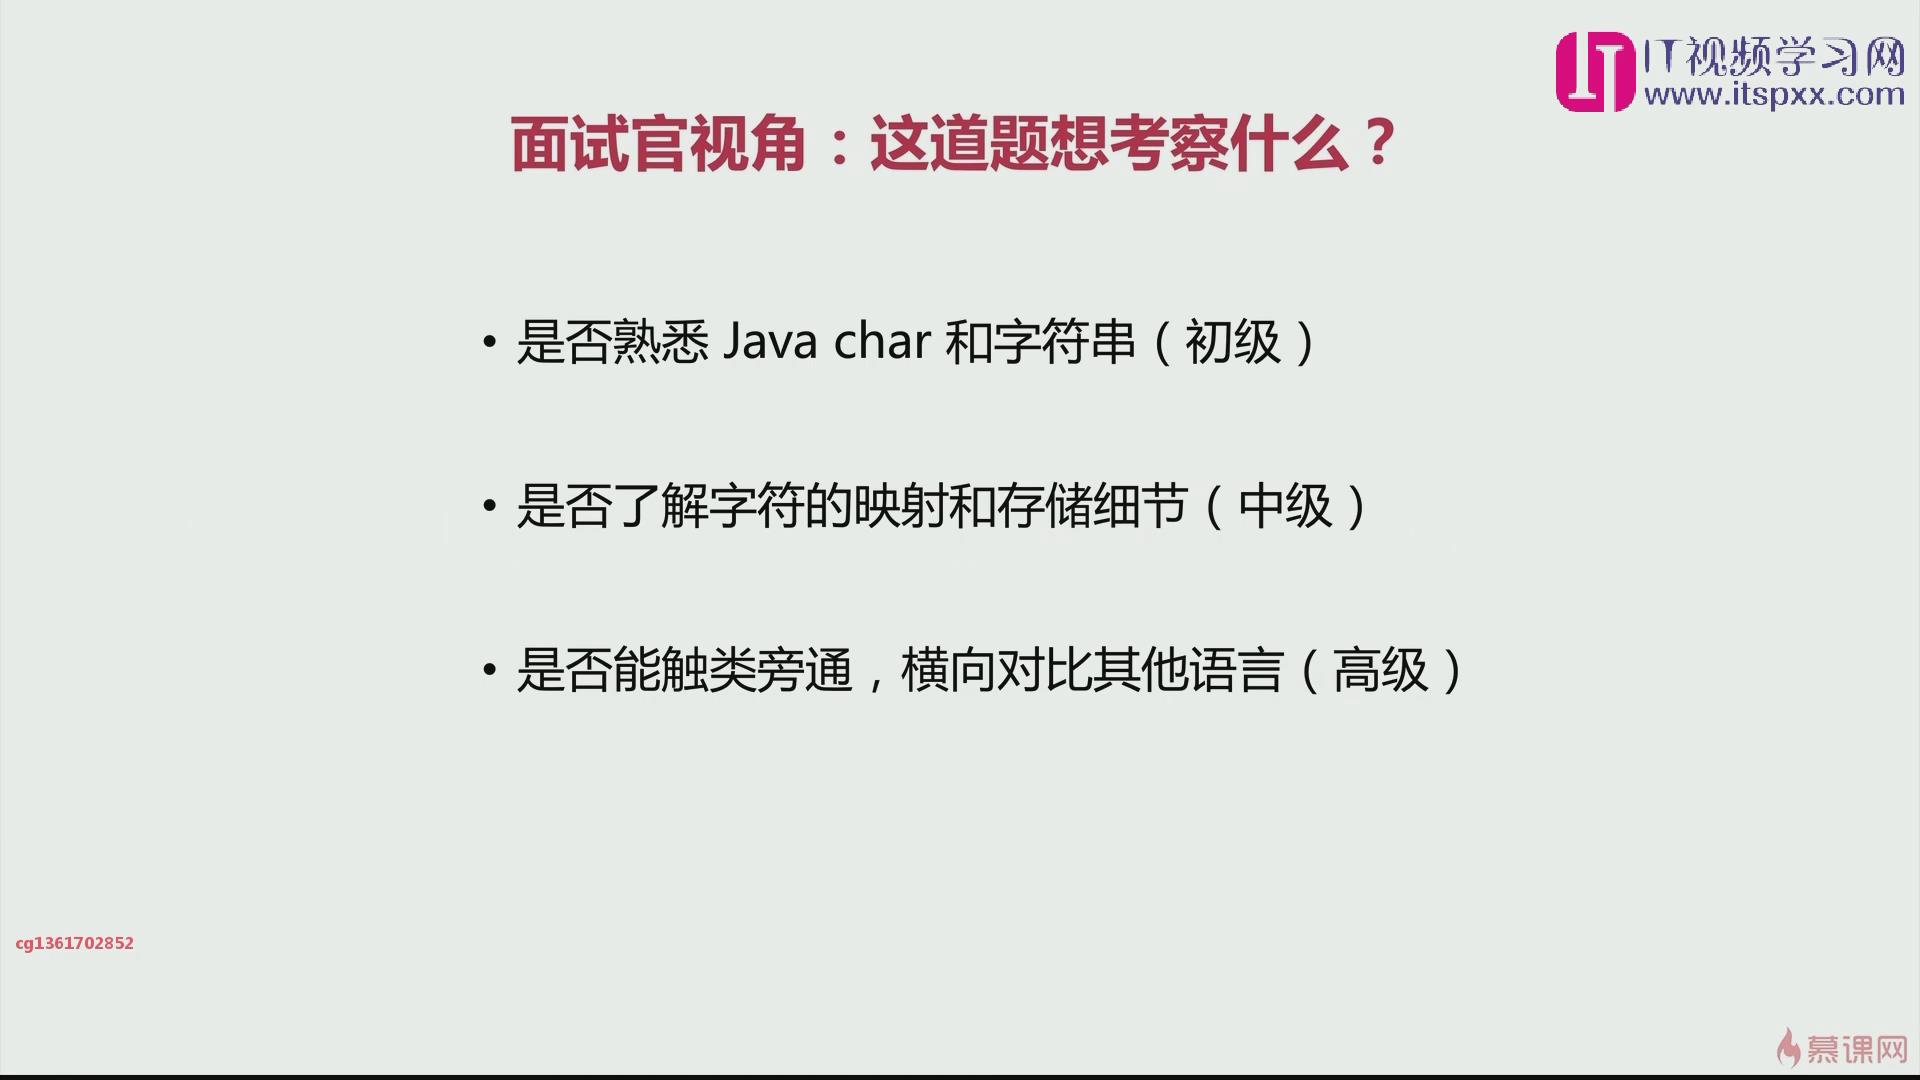 IT视频学习网
www.itspxx.com
面试官视角：这道题想考察什么？
• 是否熟悉 Java char 和字符串（初级）
• 是否了解字符的映射和存储细节（中级）
• 是否能触类旁通，横向对比其他语言（高级）
cg1361702852
慕课网